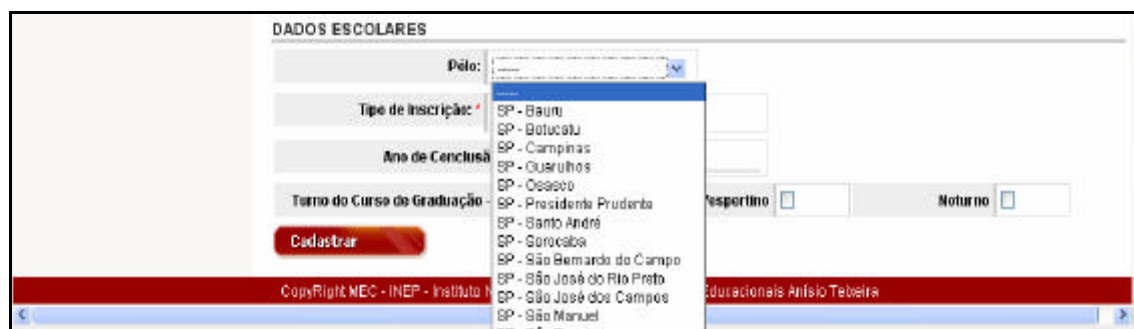 DADOS ESCOLARES
Pólo: -----
-----
Tipo de Inscrição: *
SP - Bauru
SP - Botucatu
SP - Campinas
Ano de Conclusã
SP - Guarulhos
SP - Osasco
Turno do Curso de Graduação - SP - Presidente Prudente espertino Noturno
SP - Santo André
SP - Sorocaba
Cadastrar
SP - São Bernardo do Campo
SP - São José do Rio Preto
CopyRight MEC - INEP - Instituto N SP - São José dos Campos Educacionais Anísio Teixeira
SP - São Manuel